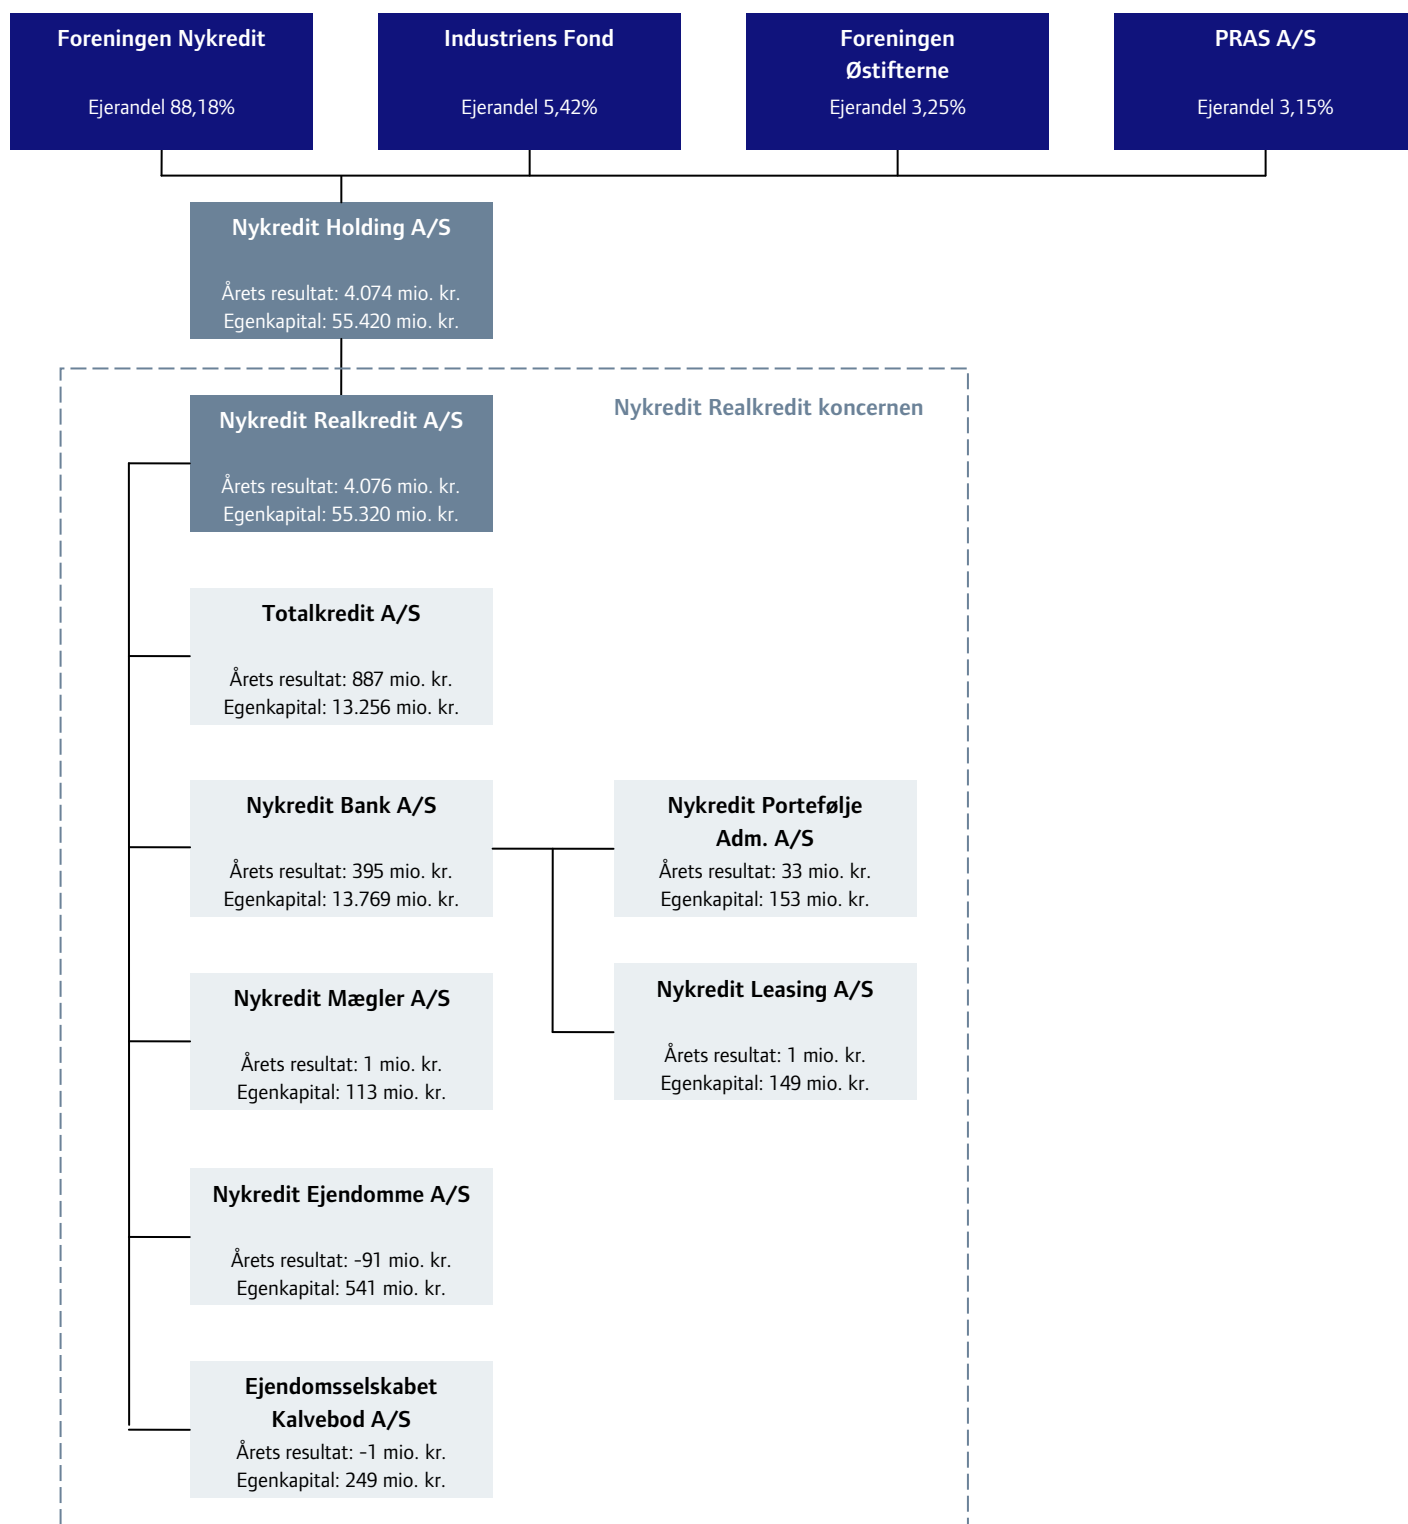 Foreningen Nykredit
Ejerandel 88,18%
Industriens Fond
Ejerandel 5,42%
Foreningen
Østifterne
Ejerandel 3,25%
PRAS A/S
Ejerandel 3,15%
Nykredit Holding A/S
Årets resultat: 4.074 mio. kr.
Egenkapital: 55.420 mio. kr.
Nykredit Realkredit koncernen
Nykredit Realkredit A/S
Årets resultat: 4.076 mio. kr.
Egenkapital: 55.320 mio. kr.
Totalkredit A/S
Årets resultat: 887 mio. kr.
Egenkapital: 13.256 mio. kr.
Nykredit Bank A/S
Årets resultat: 395 mio. kr.
Egenkapital: 13.769 mio. kr.
Nykredit Portefølje
Adm. A/S
Årets resultat: 33 mio. kr.
Egenkapital: 153 mio. kr.
Nykredit Leasing A/S
Årets resultat: 1 mio. kr.
Egenkapital: 149 mio. kr.
Nykredit Mægler A/S
Årets resultat: 1 mio. kr.
Egenkapital: 113 mio. kr.
Nykredit Ejendomme A/S
Årets resultat: -91 mio. kr.
Egenkapital: 541 mio. kr.
Ejendomsselskabet
Kalvebod A/S
Årets resultat: -1 mio. kr.
Egenkapital: 249 mio. kr.